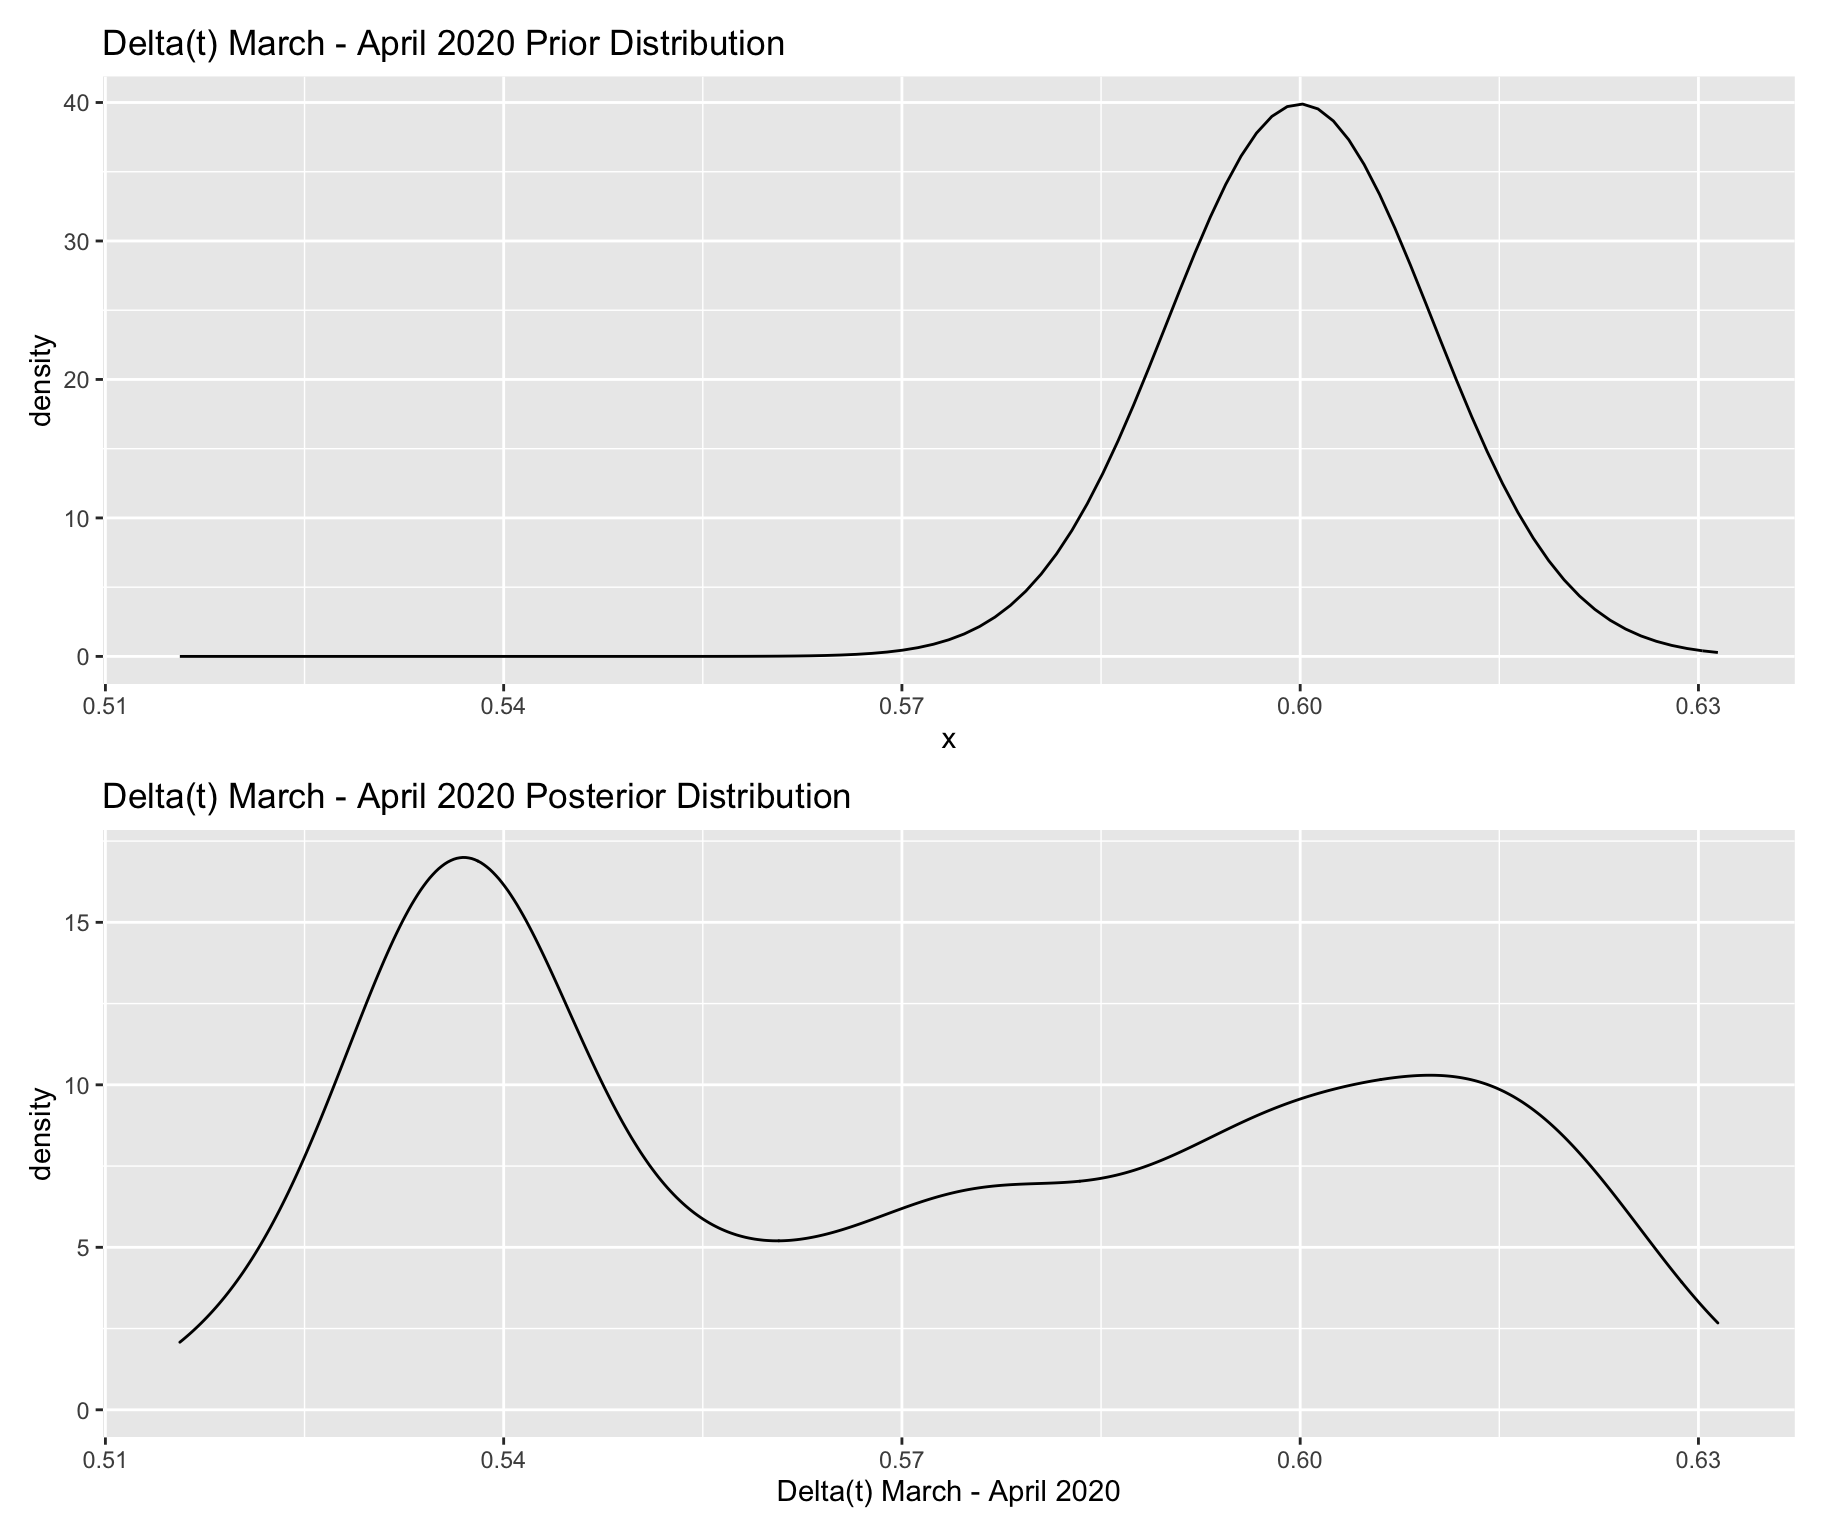 Delta(t) March - April 2020 Prior Distribution
40
30
20
10
0
density
0.51 0.54 0.57 0.60 0.63
x
Delta(t) March - April 2020 Posterior Distribution
15
10
5
0
density
0.51 0.54 0.57 0.60 0.63
Delta(t) March - April 2020